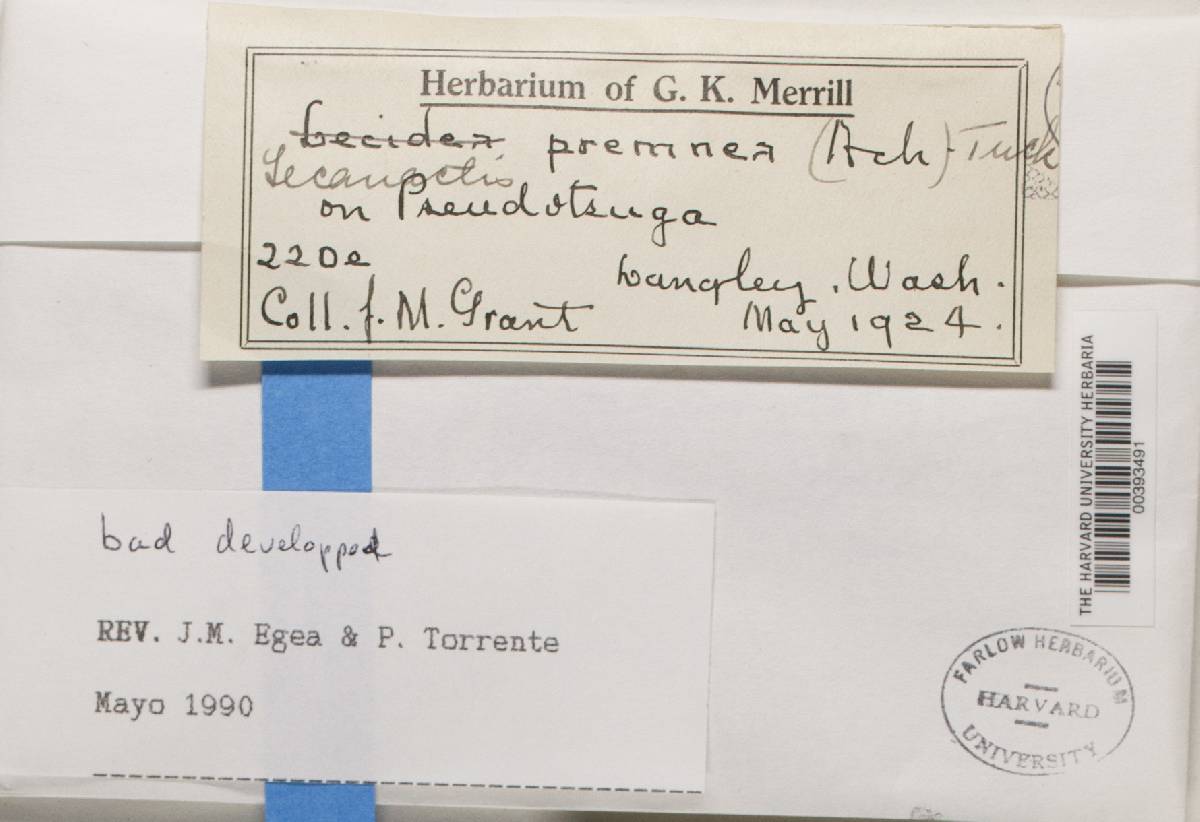 Herbarium of G. K. Merrill
Lecidea premnea (Ach) Tuck
Lecanactis
on Pseudotsuga
220e
Langley, Wash.
Coll. J. M. Grant
May 1924.
THE HARVARD UNIVERSITY HERBARIA
00393491
bad developped
REV. J.M. Egea & P. Torrente
Mayo 1990
FARLOW HERBARIUM
HARVARD
UNIVERSITY